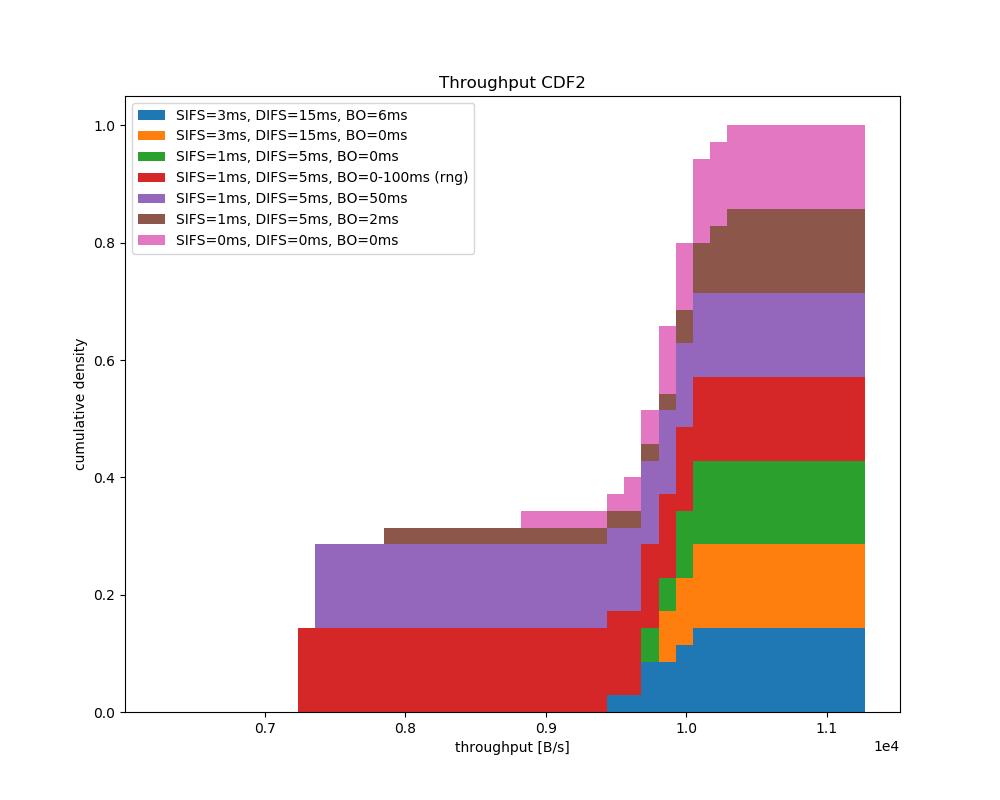 Throughput CDF2
SIFS=3ms, DIFS=15ms, BO=6ms
SIFS=3ms, DIFS=15ms, BO=0ms
SIFS=1ms, DIFS=5ms, BO=0ms
SIFS=1ms, DIFS=5ms, BO=0-100ms (rng)
SIFS=1ms, DIFS=5ms, BO=50ms
SIFS=1ms, DIFS=5ms, BO=2ms
SIFS=0ms, DIFS=0ms, BO=0ms
cumulative density
1.0
0.8
0.6
0.4
0.2
0.0
0.7 0.8 0.9 1.0 1.1
throughput [B/s]
1e4